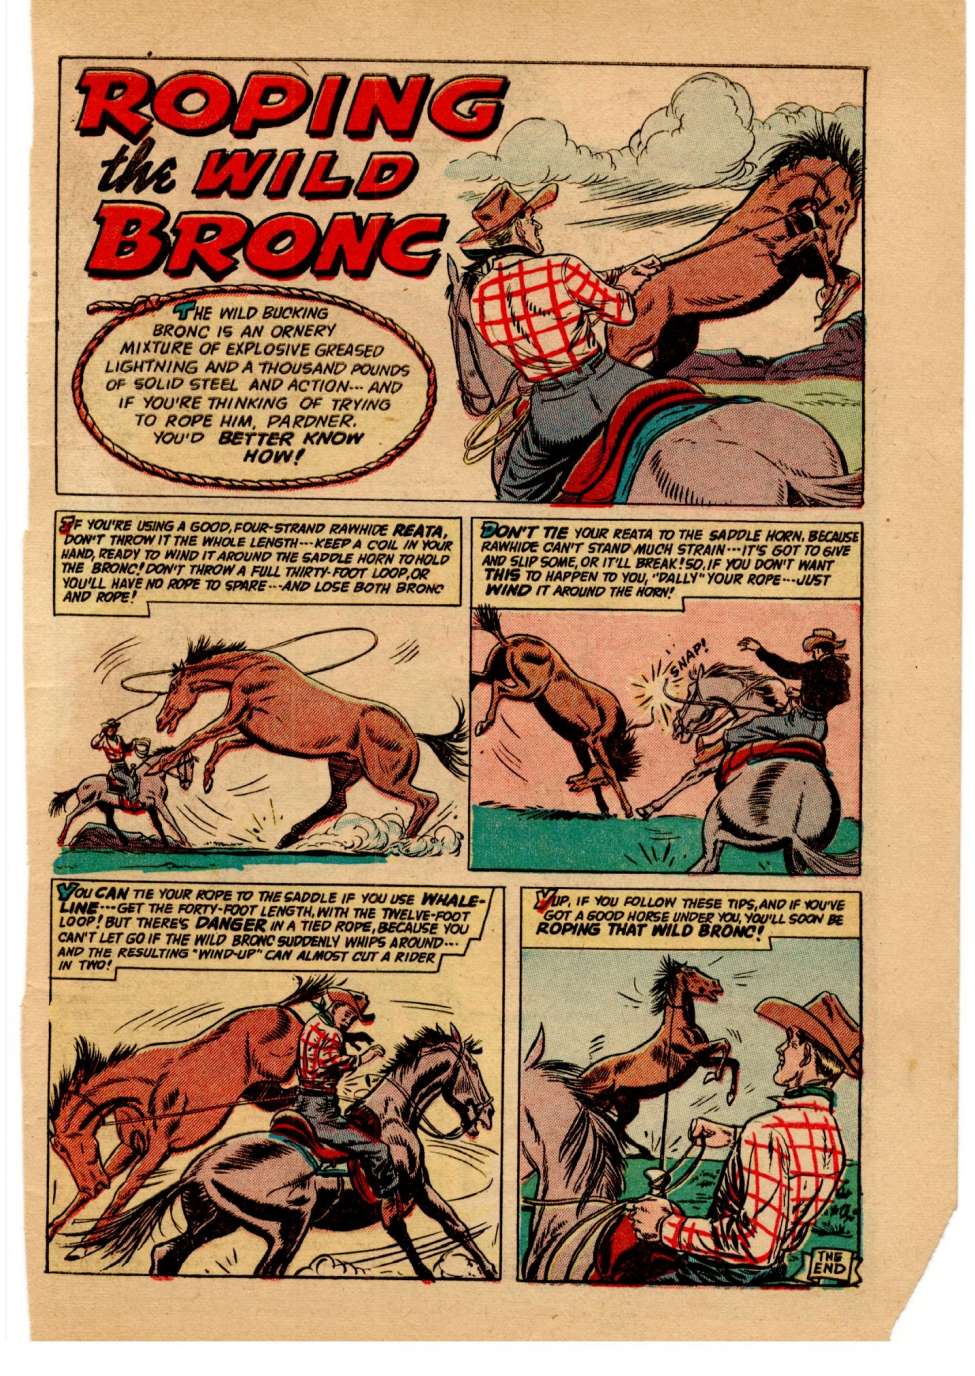 ROPING
the WILD
BRONC
THE WILD BUCKING
BRONC IS AN ORNERY
MIXTURE OF EXPLOSIVE GREASED
LIGHTNING AND A THOUSAND POUNDS
OF SOLID STEEL AND ACTION--- AND
IF YOU'RE THINKING OF TRYING
TO ROPE HIM, PARDNER,
YOU'D BETTER KNOW
HOW!
IF YOU'RE USING A GOOD, FOUR-STRAND RAWHIDE REATA,
DON'T THROW IT THE WHOLE LENGTH---KEEP A COIL IN YOUR
HAND, READY TO WIND IT AROUND THE SADDLE HORN TO HOLD
THE BRONC! DON'T THROW A FULL THIRTY-FOOT LOOP, OR
YOU'LL HAVE NO ROPE TO SPARE---AND LOSE BOTH BRONC
AND ROPE!
DON'T TIE YOUR REATA TO THE SADDLE HORN, BECAUSE
RAWHIDE CAN'T STAND MUCH STRAIN---IT'S GOT TO GIVE
AND SLIP SOME, OR IT'LL BREAK! SO, IF YOU DON'T WANT
THIS TO HAPPEN TO YOU, "DALLY" YOUR ROPE---JUST
WIND IT AROUND THE HORN!
SNAP!
YOU CAN TIE YOUR ROPE TO THE SADDLE IF YOU USE WHALE-
LINE---GET THE FORTY-FOOT LENGTH, WITH THE TWELVE-FOOT
LOOP! BUT THERE'S DANGER IN A TIED ROPE, BECAUSE YOU
CAN'T LET GO IF THE WILD BRONC SUDDENLY WHIPS AROUND---
AND THE RESULTING "WIND-UP" CAN ALMOST CUT A RIDER
IN TWO!
YUP, IF YOU FOLLOW THESE TIPS, AND IF YOU'VE
GOT A GOOD HORSE UNDER YOU, YOU'LL SOON BE
ROPING THAT WILD BRONC!
THE
END